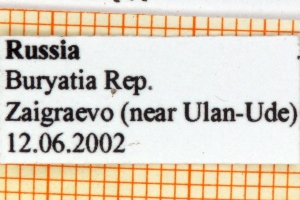 Russia
Buryatia Rep.
Zaigraevo (near Ulan-Ude)
12.06.2002